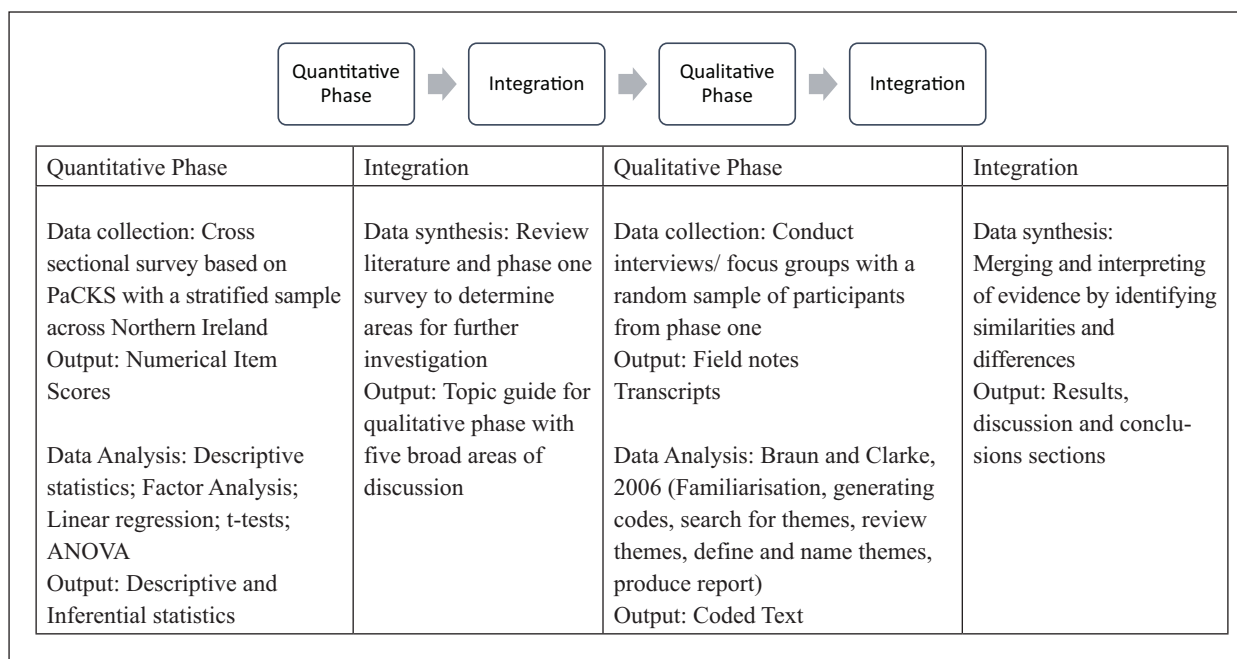 Quantitative
Phase
Integration
Qualitative
Phase
Integration
Quantitative Phase
Data collection: Cross
sectional survey based on
PaCKS with a stratified sample
across Northern Ireland
Output: Numerical Item
Scores
Data Analysis: Descriptive
statistics; Factor Analysis;
Linear regression; t-tests;
ANOVA
Output: Descriptive and
Inferential statistics
Integration
Data synthesis: Review
literature and phase one
survey to determine
areas for further
investigation
Output: Topic guide for
qualitative phase with
five broad areas of
discussion
Qualitative Phase
Data collection: Conduct
interviews/ focus groups with a
random sample of participants
from phase one
Output: Field notes
Transcripts
Data Analysis: Braun and Clarke,
2006 (Familiarisation, generating
codes, search for themes, review
themes, define and name themes,
produce report)
Output: Coded Text
Integration
Data synthesis:
Merging and interpreting
of evidence by identifying
similarities and
differences
Output: Results,
discussion and conclu-
sions sections